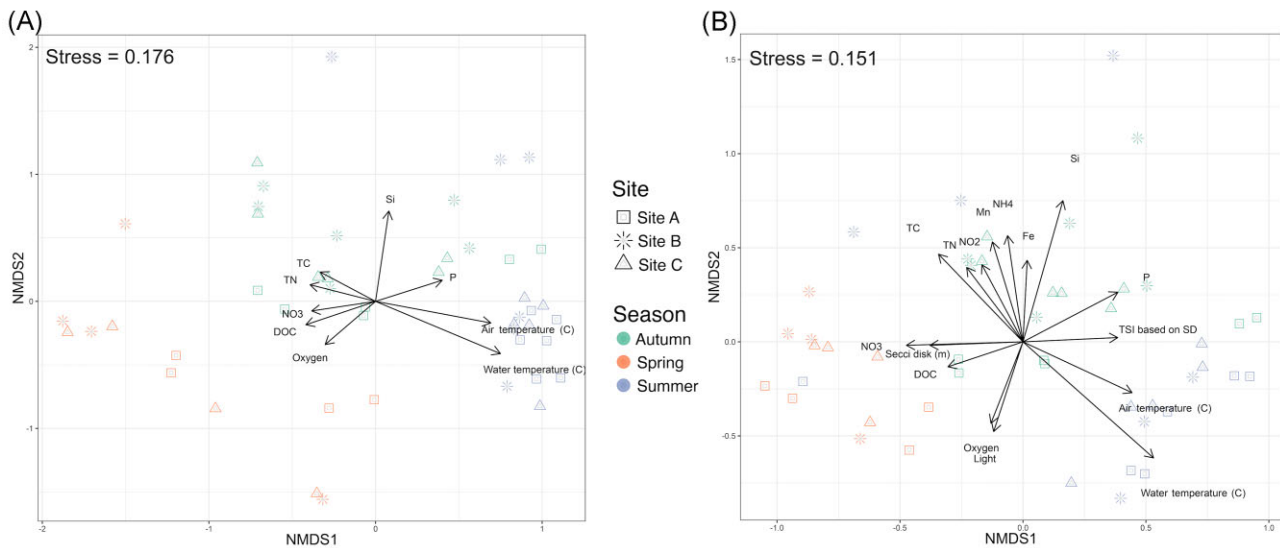 (A)
Stress = 0.176
2
1
0
-1
-2
-1
0
1
NMDS2
NMDS1
Si
TC
TN
P
NO3
DOC
Oxygen
Air temperature (C)
Water temperature (C)
Site
Site A
Site B
Site C
Season
Autumn
Spring
Summer
(B)
Stress = 0.151
1.5
1.0
0.5
0.0
-0.5
-1.0
-0.5
0.0
0.5
1.0
NMDS2
NMDS1
Si
NH4
Mn
TC
Fe
TN
NO2
P
TSI based on SD
NO3
Secci disk (m)
DOC
Air temperature (C)
Oxygen
Light
Water temperature (C)